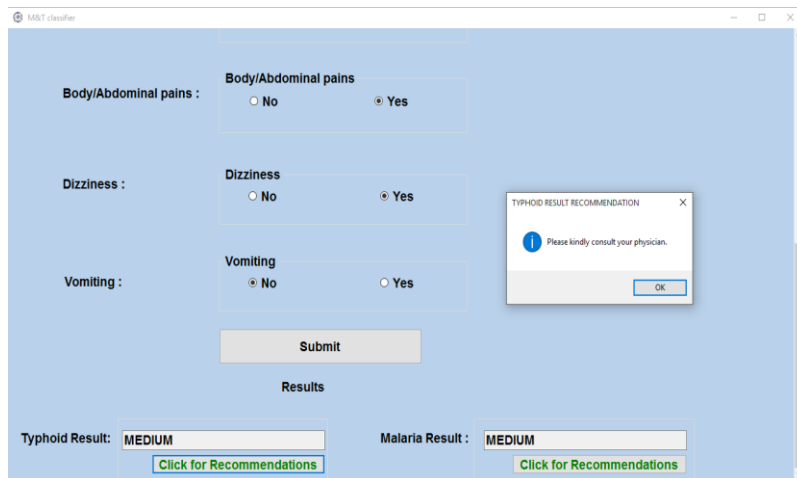 M&T classifier
Body/Abdominal pains
Body/Abdominal pains :
No Yes
Dizziness
Dizziness :
No Yes
TYPHOID RESULT RECOMMENDATION
Please kindly consult your physician.
OK
Vomiting
Vomiting :
No Yes
Submit
Results
Typhoid Result: MEDIUM
Malaria Result : MEDIUM
Click for Recommendations
Click for Recommendations